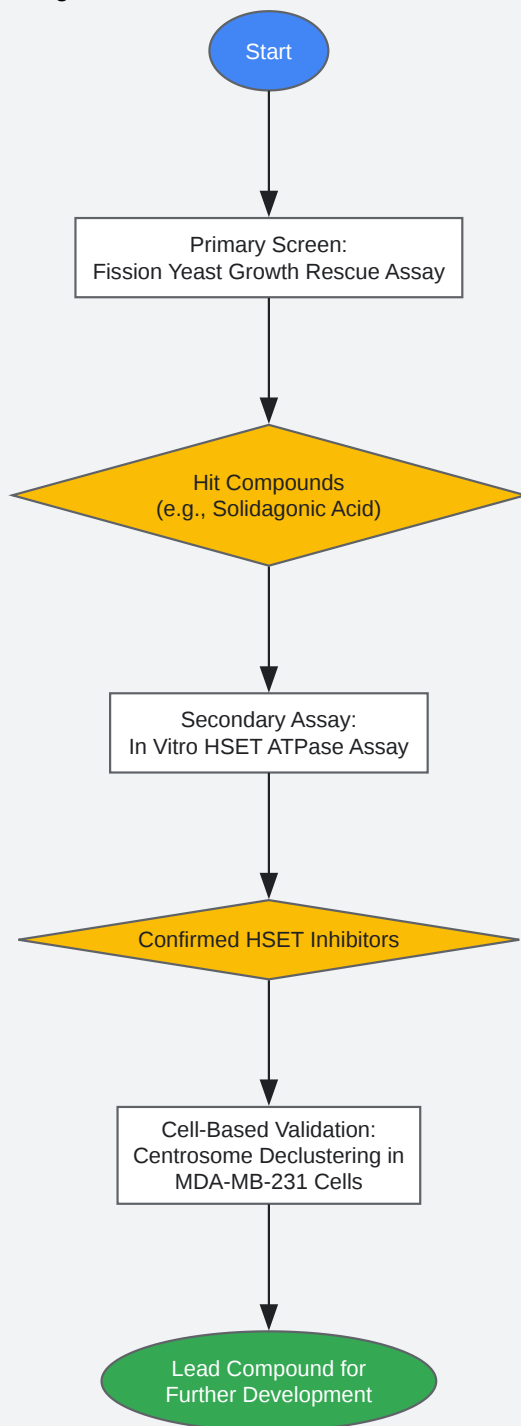 Start
Primary Screen:
Fission Yeast Growth Rescue Assay
Hit Compounds
(e.g., Solidagonic Acid)
Secondary Assay:
In Vitro HSET ATPase Assay
Confirmed HSET Inhibitors
Cell-Based Validation:
Centrosome Declustering in
MDA-MB-231 Cells
Lead Compound for
Further Development